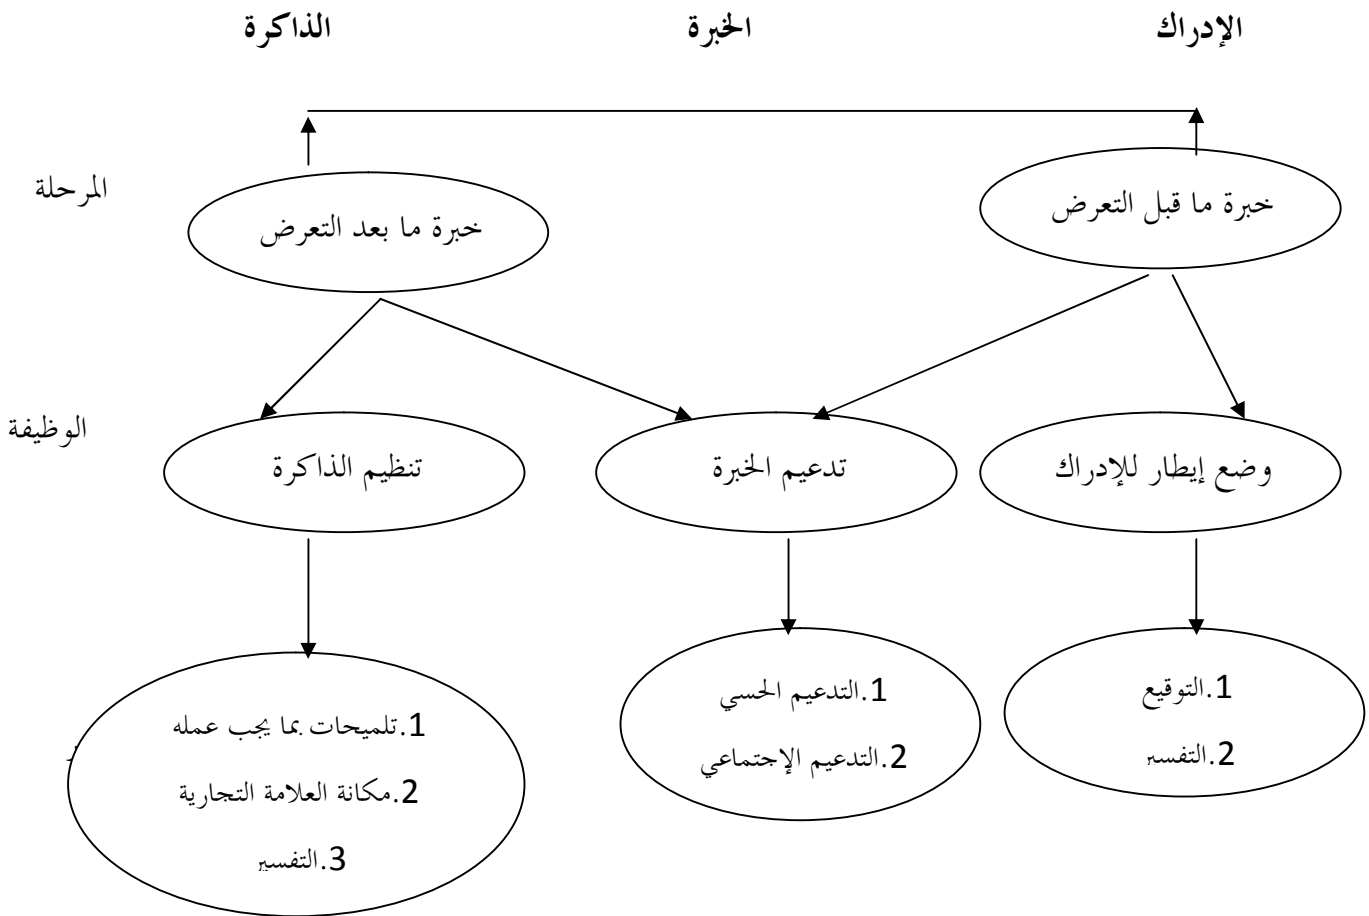 الإدراك
الخبرة
الذاكرة
المرحلة
خبرة ما قبل التعرض
خبرة ما بعد التعرض
الوظيفة
وضع إيطار للإدراك
تدعيم الخبرة
تنظيم الذاكرة
1.التوقيع
2.التفسير
1.التدعيم الحسي
2.التدعيم الإجتماعي
1.تلميحات بما يجب عمله
2.مكانة العلامة التجارية
3.التفسير